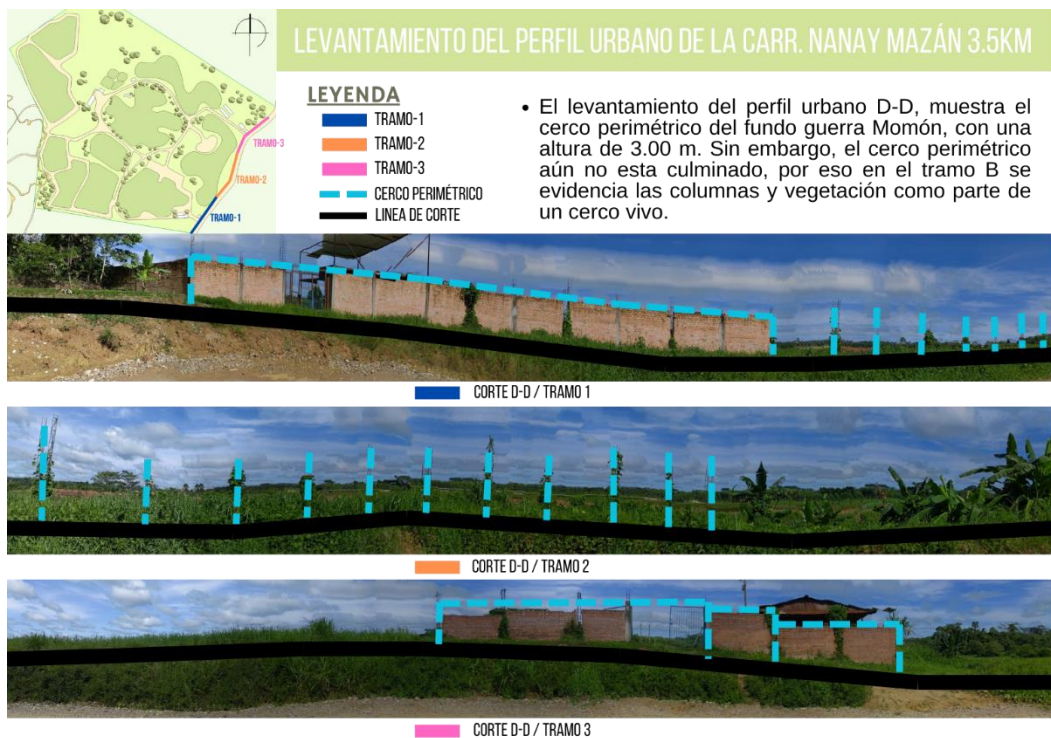 LEVANTAMIENTO DEL PERFIL URBANO DE LA CARR. NANAY MAZÁN 3.5KM
LEYENDA
TRAMO-1
TRAMO-2
TRAMO-3
CERCO PERIMÉTRICO
LINEA DE CORTE
• El levantamiento del perfil urbano D-D, muestra el
cerco perimétrico del fundo guerra Momón, con una
altura de 3.00 m. Sin embargo, el cerco perimétrico
aún no esta culminado, por eso en el tramo B se
evidencia las columnas y vegetación como parte de
un cerco vivo.
TRAMO-3
TRAMO-2
TRAMO-1
CORTE D-D / TRAMO 1
CORTE D-D / TRAMO 2
CORTE D-D / TRAMO 3